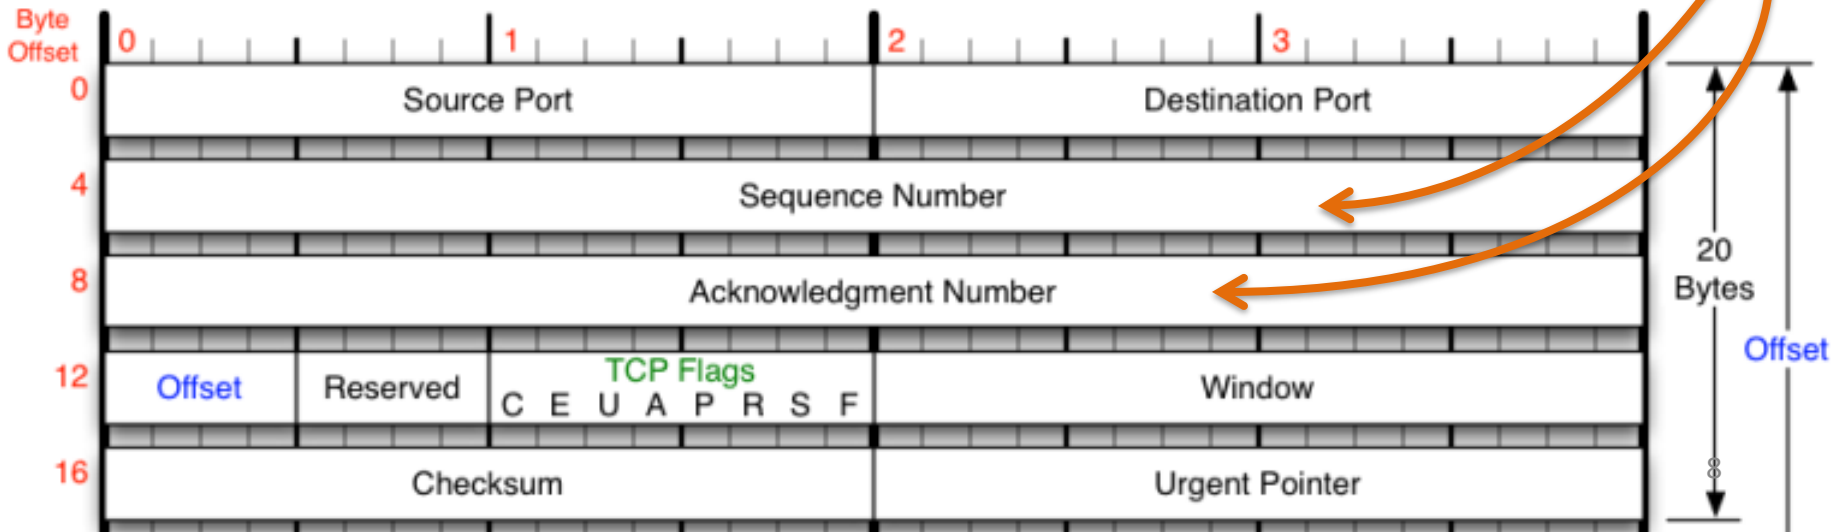 Byte
Offset
0 1 2 3
0 Source Port Destination Port
4 Sequence Number
8 Acknowledgment Number
20
Bytes
Offset
12 Offset Reserved TCP Flags Window
C E U A P R S F
16 Checksum Urgent Pointer
8